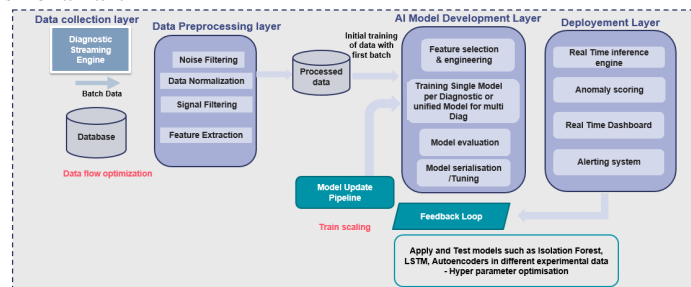 Data collection layer
Diagnostic
Streaming
Engine
Batch Data
Database
Data flow optimization
Data Preprocessing layer
Noise Filtering
Data Normalization
Signal Filtering
Feature Extraction
Processed
data
Initial training
of data with
first batch
AI Model Development Layer
Feature selection
& engineering
Training Single Model
per Diagnostic or
unified Model for multi
Diag
Model evaluation
Model serialisation
/Tuning
Deployement Layer
Real Time inference
engine
Anomaly scoring
Real Time Dashboard
Alerting system
Model Update
Pipeline
Train scaling
Feedback Loop
Apply and Test models such as Isolation Forest,
LSTM, Autoencoders in different experimental data
- Hyper parameter optimisation